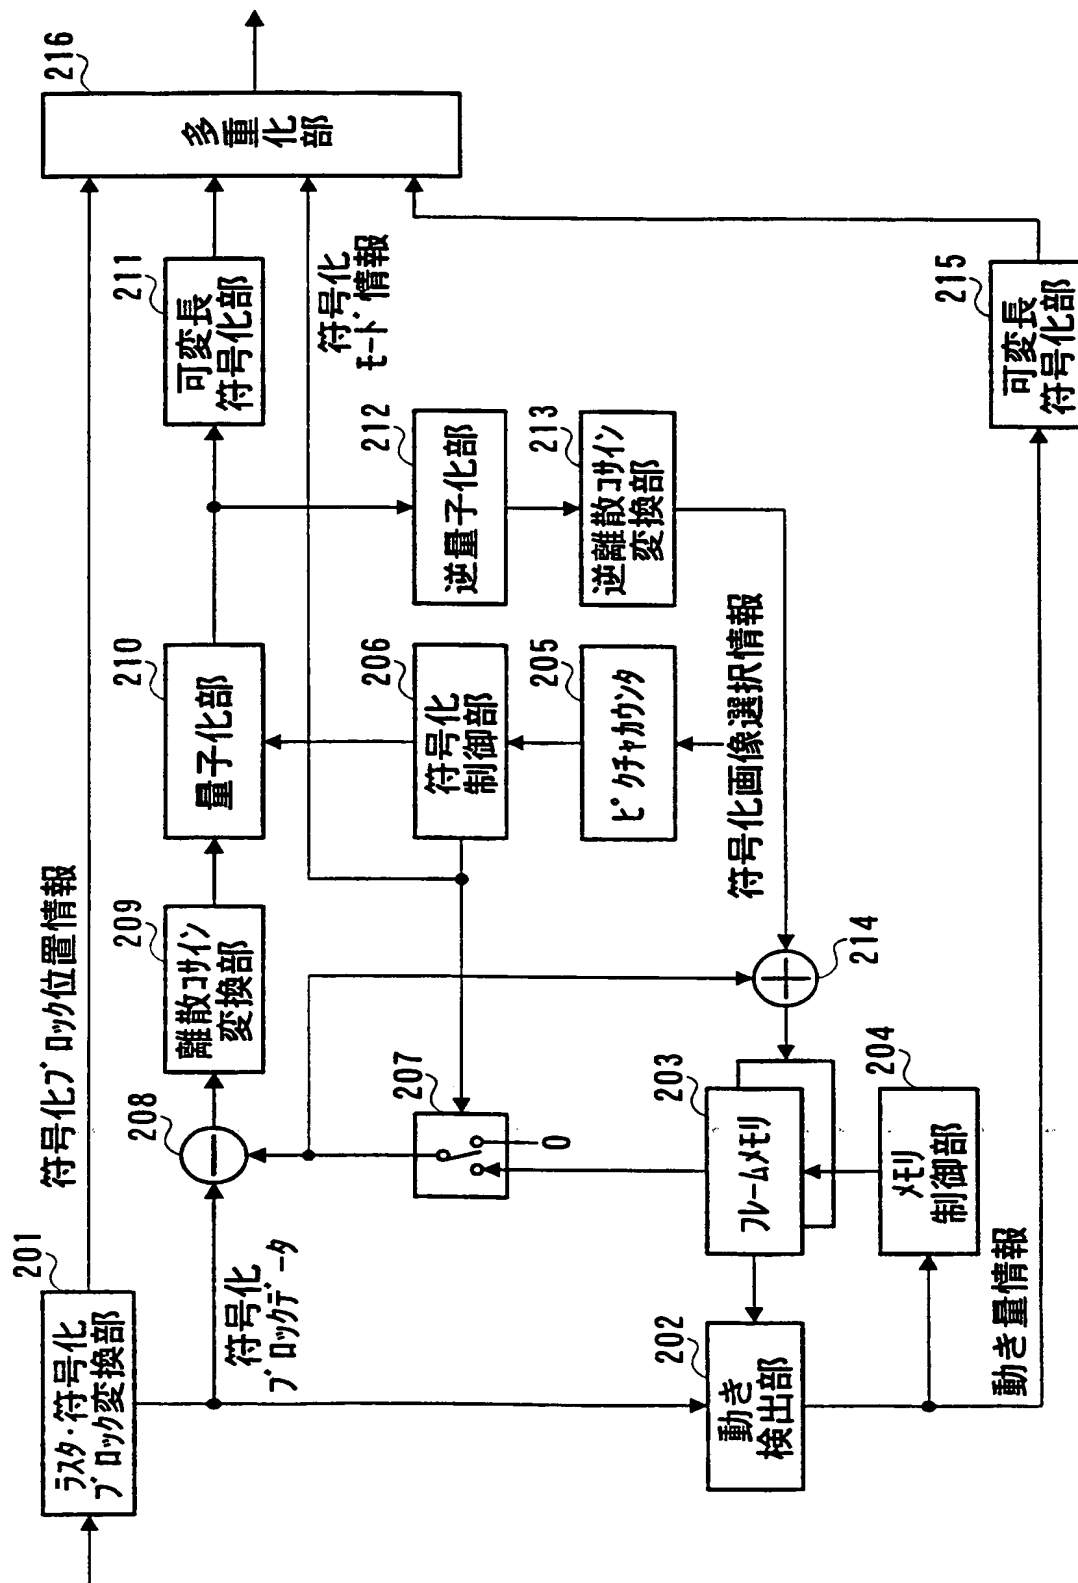 201
ラスタ・符号化
ブロック変換部
符号化ブロック位置情報
216
多重化部
符号化
ブロックデータ
208
209
離散コサイン
変換部
210
量子化部
211
可変長
符号化部
符号化
モード情報
207
0
206
符号化
制御部
212
逆量子化部
205
ピクチャカウンタ
213
逆離散コサイン
変換部
符号化画像選択情報
202
動き
検出部
203
フレームメモリ
214
204
メモリ
制御部
動き量情報
215
可変長
符号化部